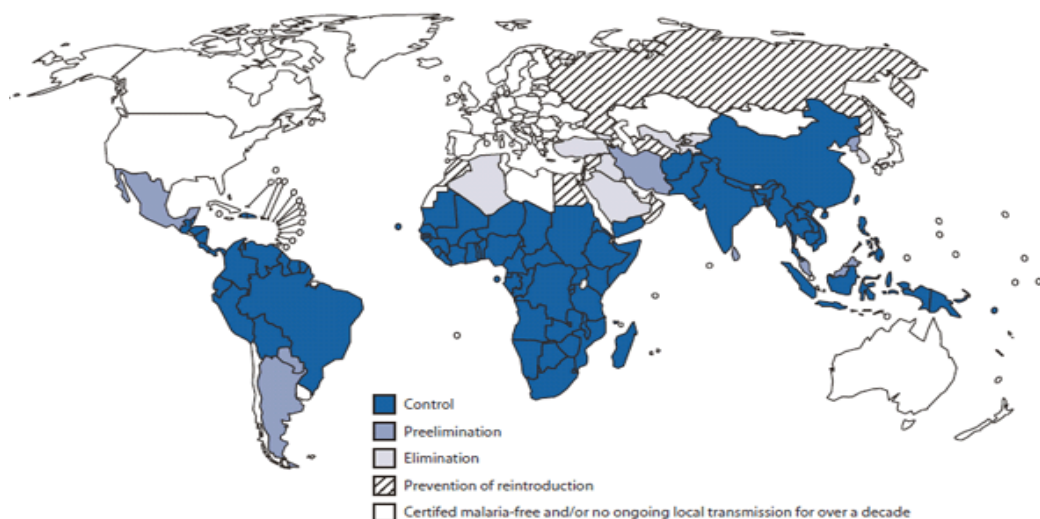 Control
Preelimination
Elimination
Prevention of reintroduction
Certifed malaria-free and/or no ongoing local transmission for over a decade